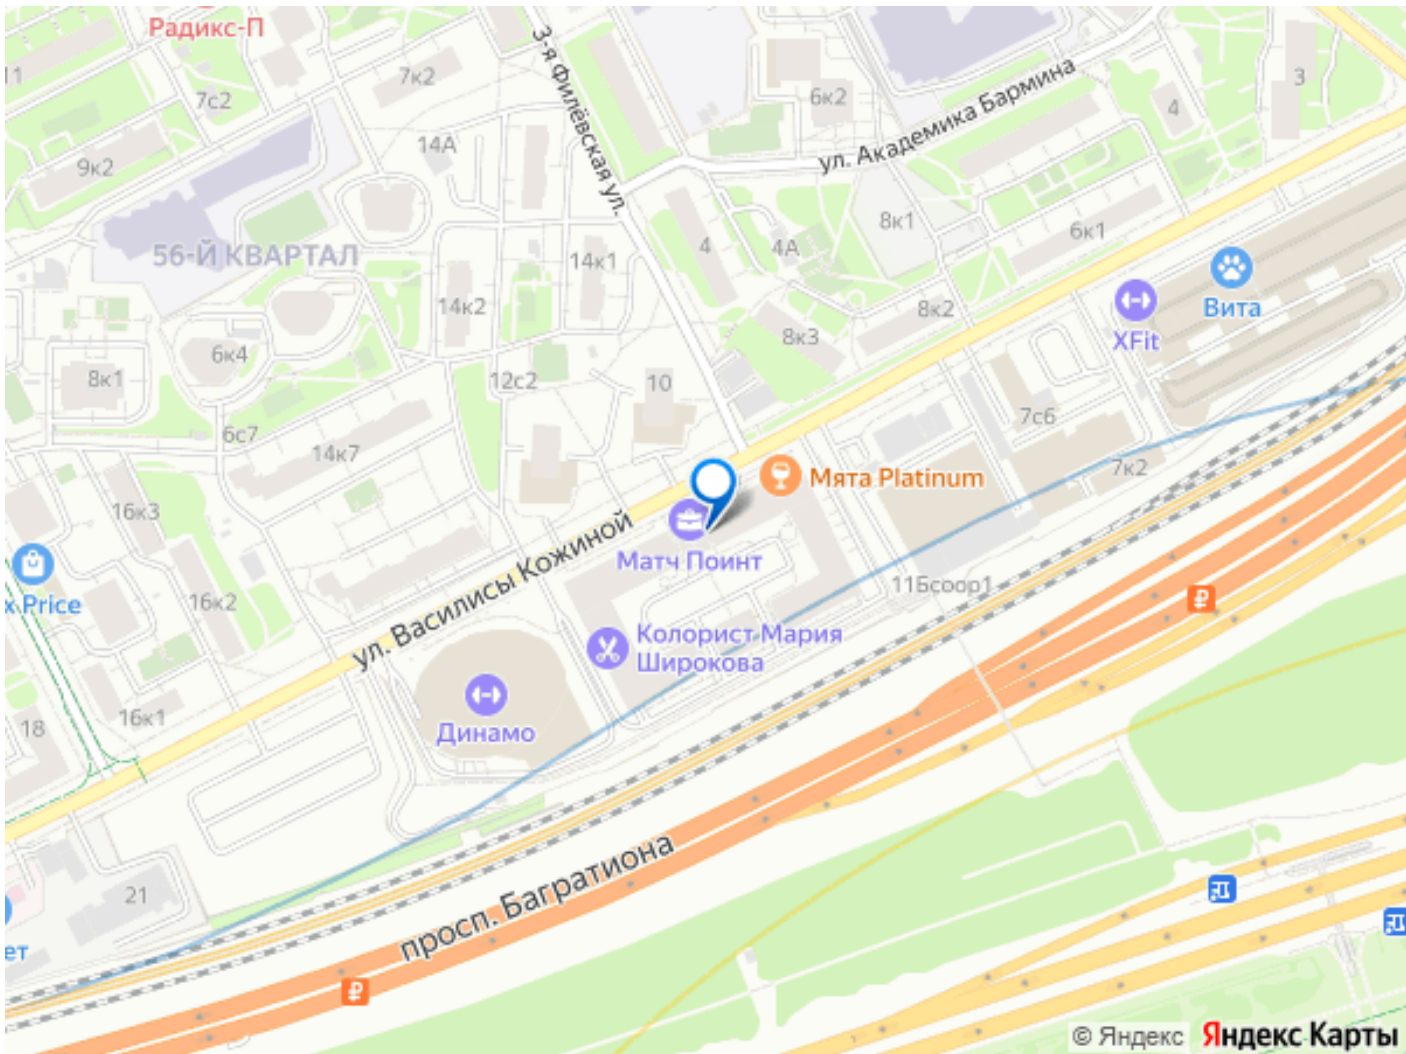 Радикс-П
11
7к2
7с2
3-я Филёвская ул.
6к2
ул. Академика Бармина
3
4
9к2
14А
56-Й КВАРТАЛ
14к1
4
4А
8к1
6к1
14к2
Вита
8к2
XFit
8к3
6к4
8к1
12с2
10
7с6
6с7
14к7
7к2
Мята Platinum
16к3
Матч Поинт
ул. Василисы Кожиной
11Бсоор1
x Price
16к2
Колорист Мария
Широкова
16к1
18
Динамо
просп. Багратиона
21
ет
© Яндекс Яндекс Карты